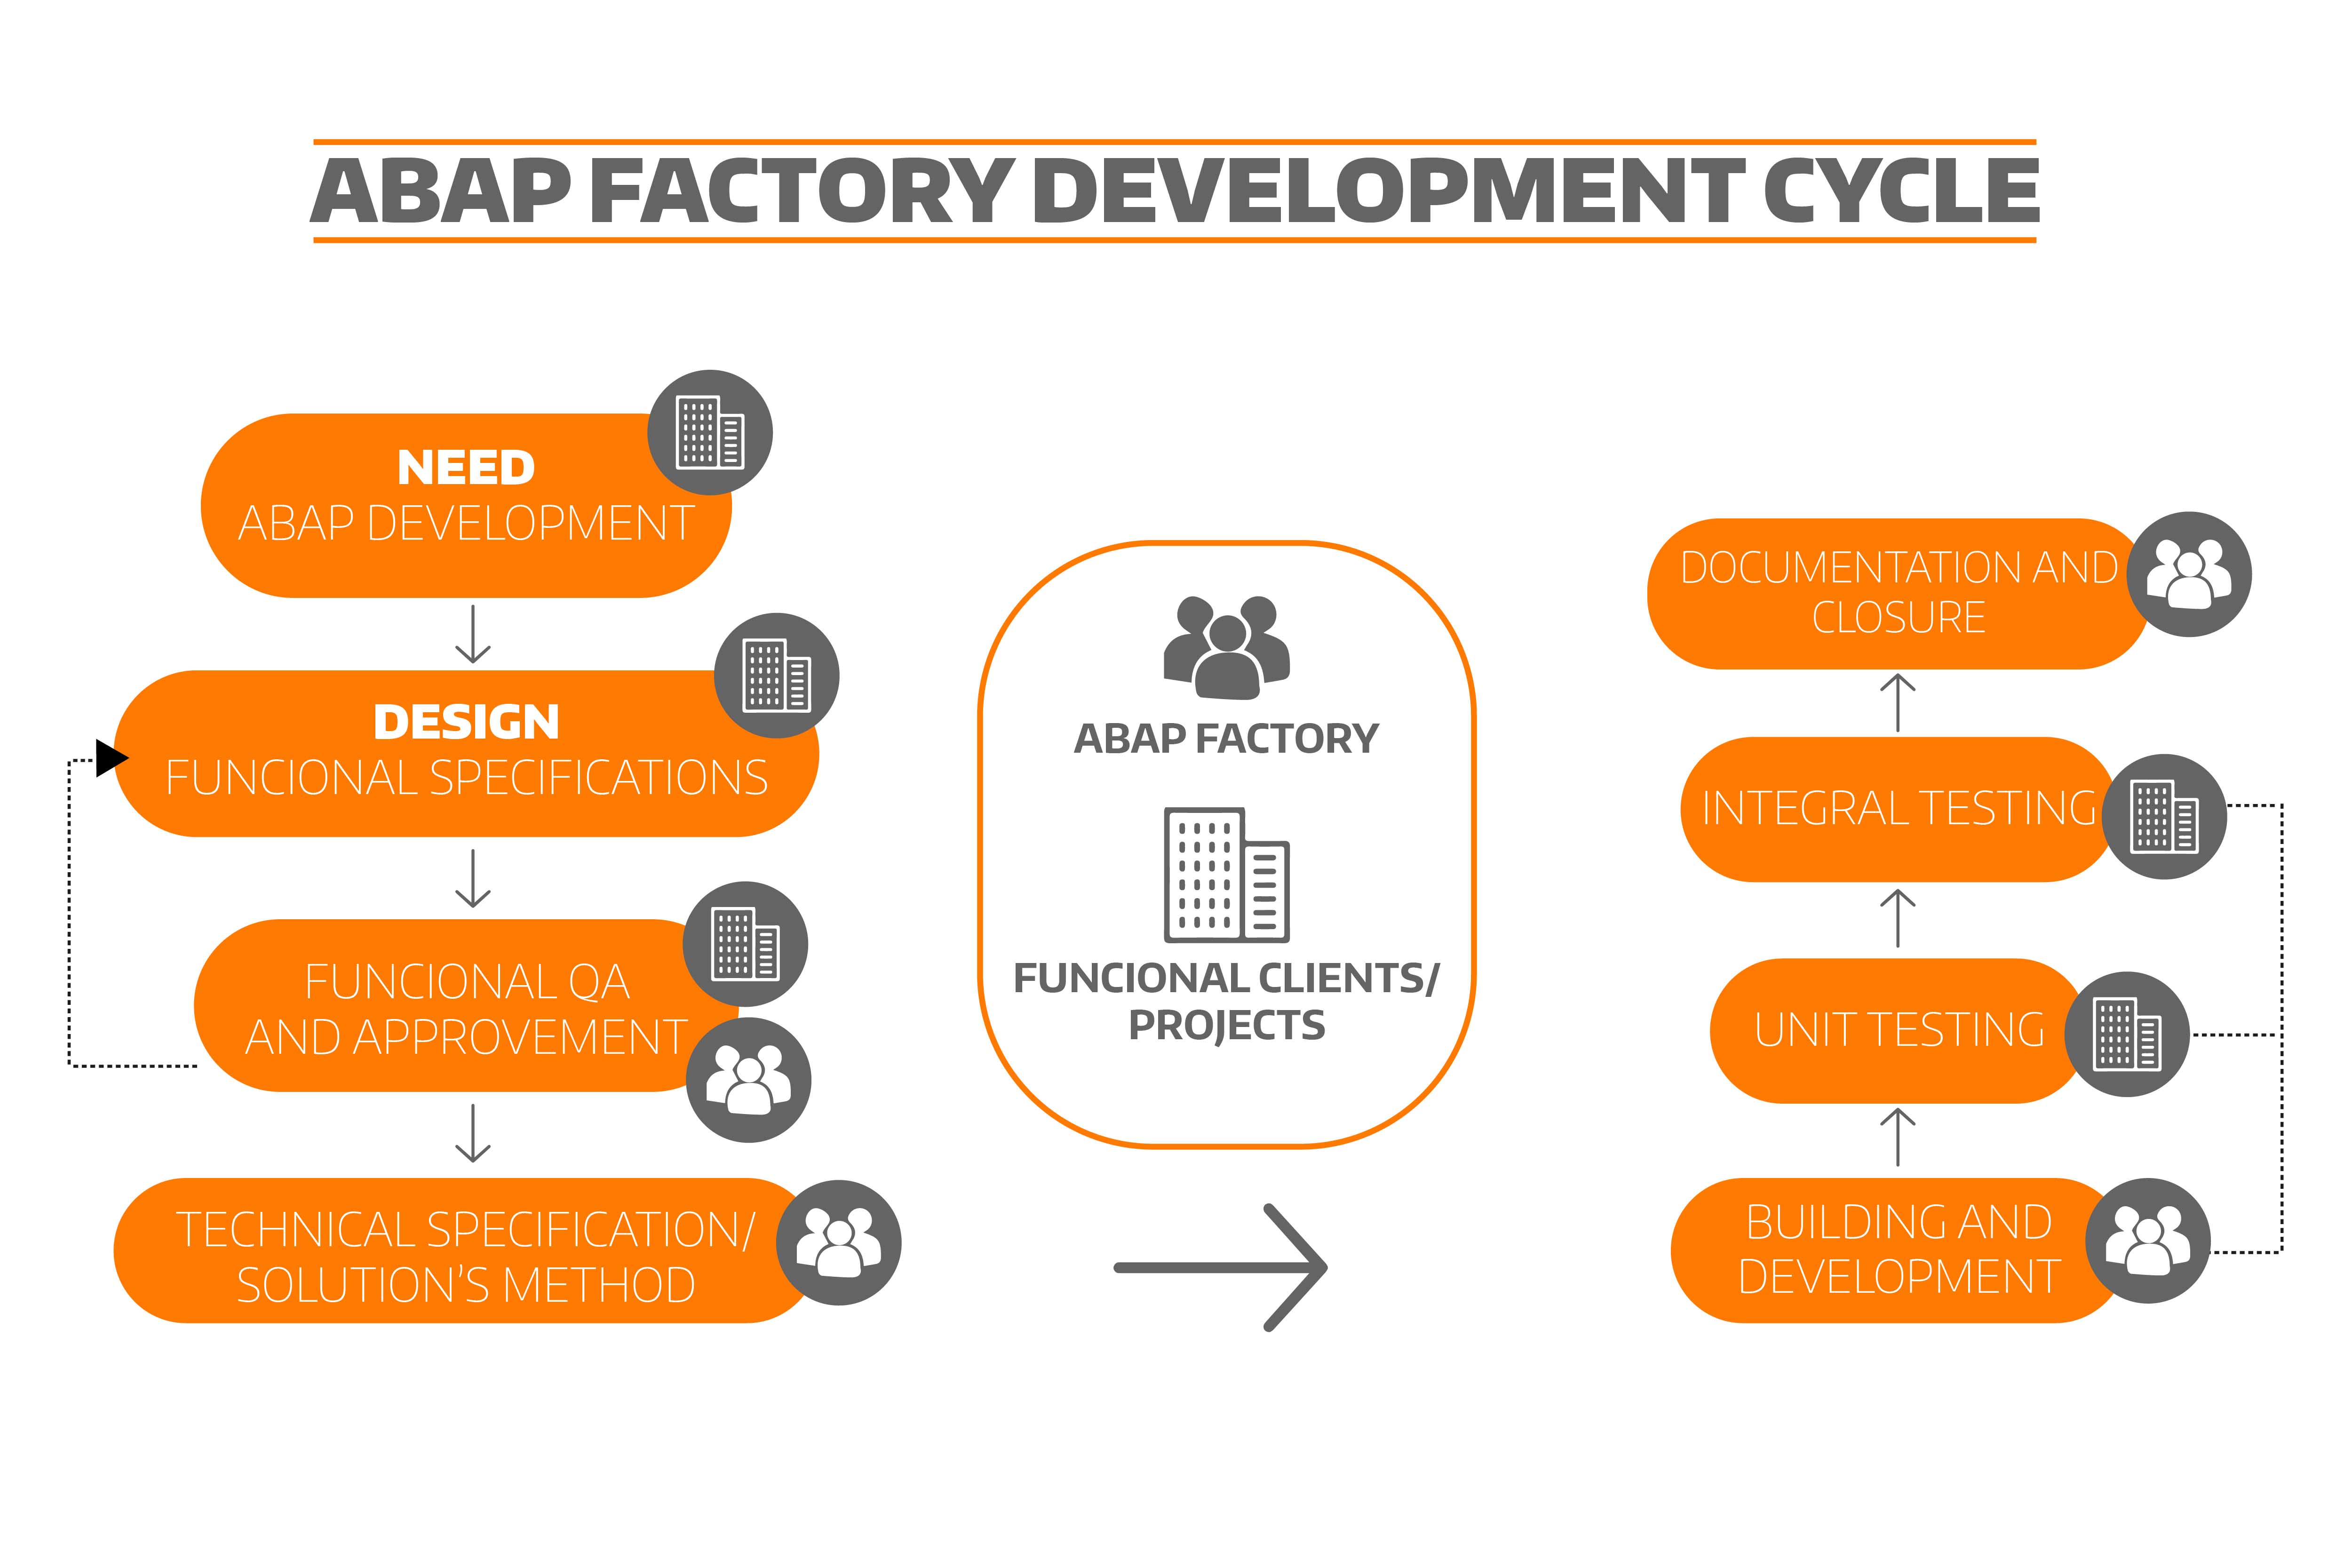 ABAP FACTORY DEVELOPMENT CYCLE
NEED
ABAP DEVELOPMENT
DESIGN
FUNCIONAL SPECIFICATIONS
FUNCIONAL QA
AND APPROVEMENT
TECHNICAL SPECIFICATION/
SOLUTION'S METHOD
ABAP FACTORY
FUNCIONAL CLIENTS/
PROJECTS
DOCUMENTATION AND
CLOSURE
INTEGRAL TESTING
UNIT TESTING
BUILDING AND
DEVELOPMENT